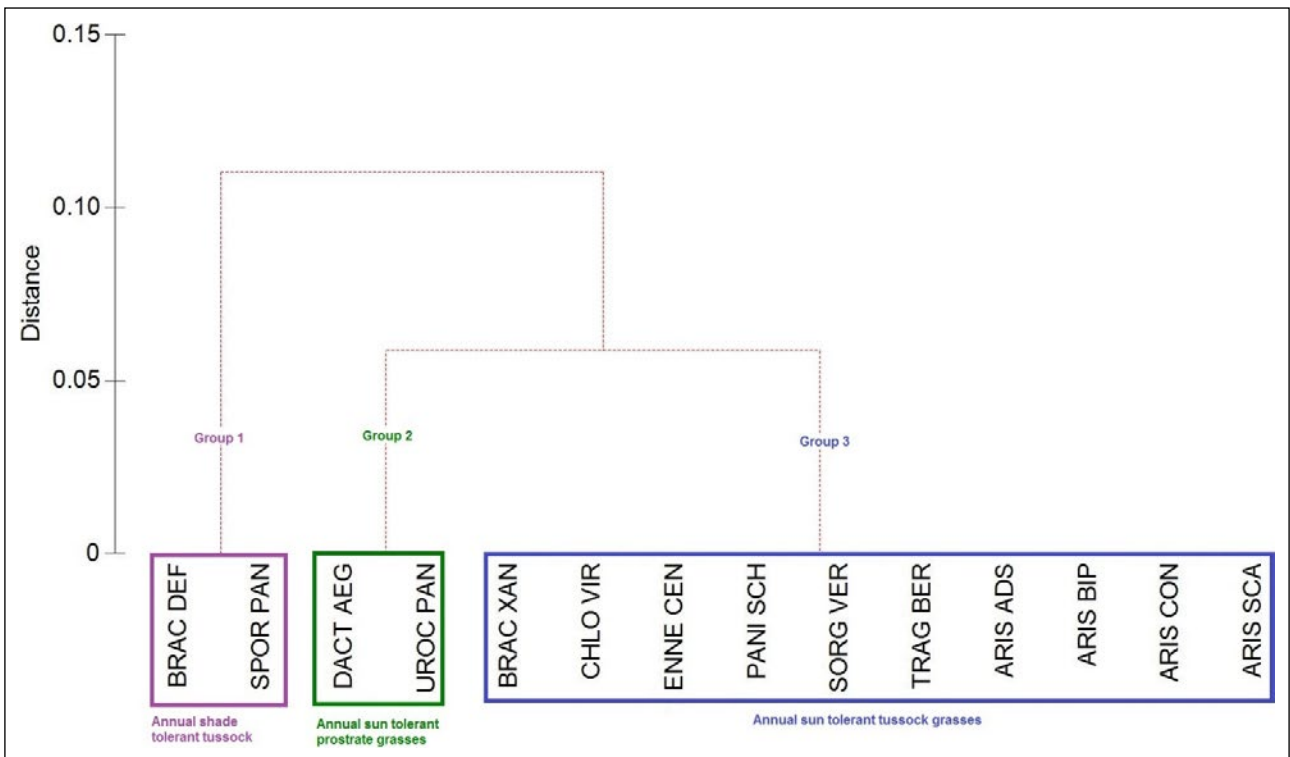 0.15
0.10
0.05
0
Distance
Group 1
Group 2
Group 3
BRAC DEF
SPOR PAN
DACT AEG
UROC PAN
BRAC XAN
CHLO VIR
ENNE CEN
PANI SCH
SORG VER
TRAG BER
ARIS ADS
ARIS BIP
ARIS CON
ARIS SCA
Annual shade
tolerant tussock
Annual sun tolerant
prostrate grasses
Annual sun tolerant tussock grasses